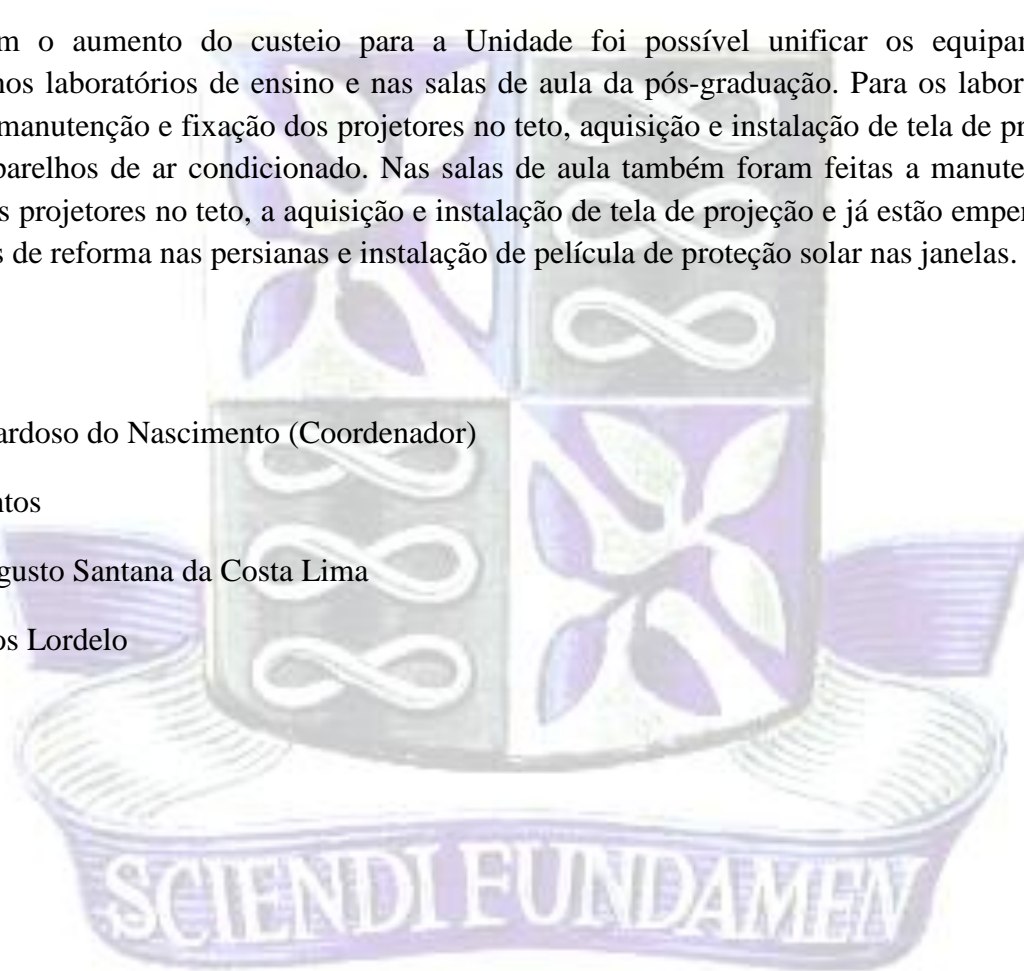 m o aumento do custeio para a Unidade foi possível unificar os equipar
nos laboratórios de ensino e nas salas de aula da pós-graduação. Para os labor
manutenção e fixação dos projetores no teto, aquisição e instalação de tela de pr
parelhos de ar condicionado. Nas salas de aula também foram feitas a manute
s projetores no teto, a aquisição e instalação de tela de projeção e já estão emper
s de reforma nas persianas e instalação de película de proteção solar nas janelas.
ardoso do Nascimento (Coordenador)
ntos
gusto Santana da Costa Lima
os Lordelo
SCIENDI FUNDAMEN